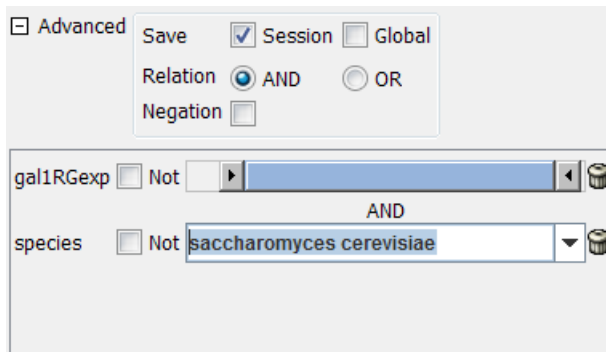 Advanced
Save Session Global
Relation AND OR
Negation
gal1RGexp Not
AND
species Not saccharomyces cerevisiae